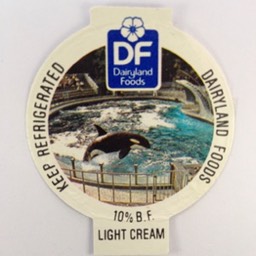 DF
Dairyland
Foods
KEEP REFRIGERATED
DAIRYLAND FOODS
10% B.F.
LIGHT CREAM